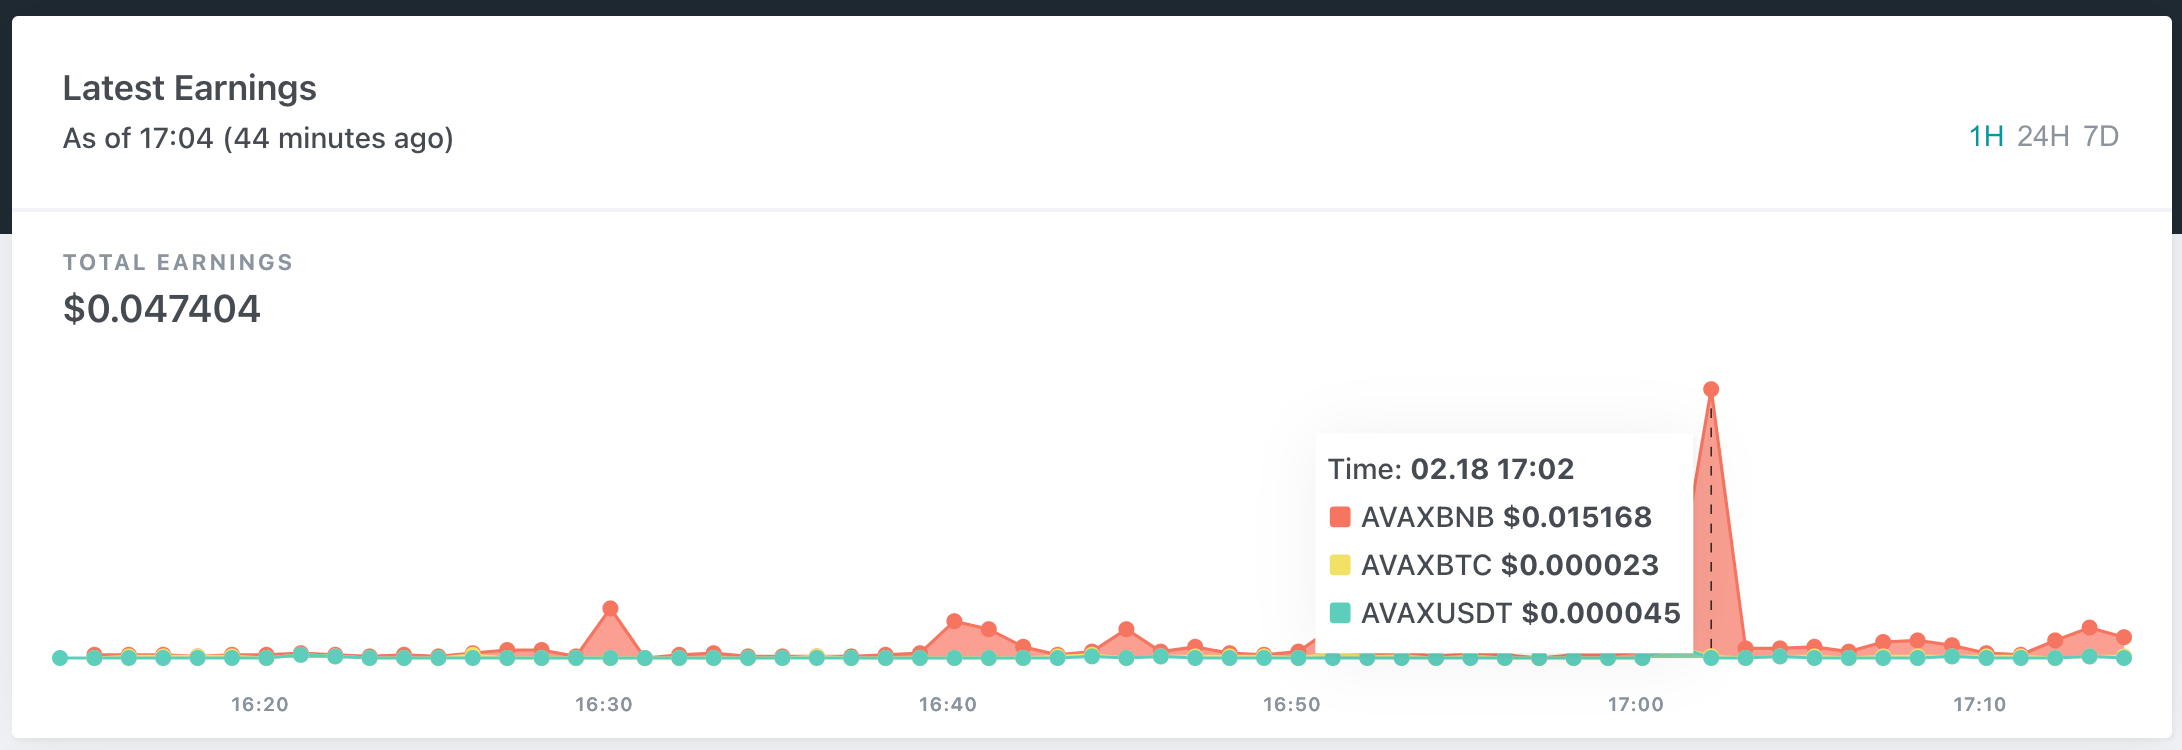 Latest Earnings
As of 17:04 (44 minutes ago)
1H 24H 7D
TOTAL EARNINGS
$0.047404
Time: 02.18 17:02
AVAXBNB $0.015168
AVAXBTC $0.000023
AVAXUSDT $0.000045
16:20 16:30 16:40 16:50 17:00 17:10